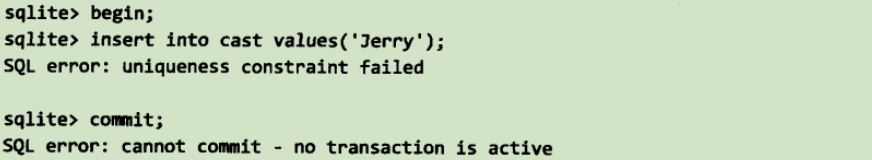 sqlite> begin;
sqlite> insert into cast values('Jerry');
SQL error: uniqueness constraint failed
sqlite> commit;
SQL error: cannot commit - no transaction is active